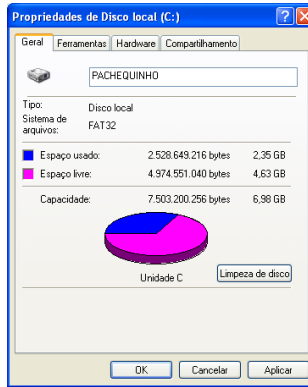 Propriedades de Disco local (C:)
Geral Ferramentas Hardware Compartilhamento
PACHEQUINHO
Tipo: Disco local
Sistema de arquivos: FAT32
Espaço usado: 2.528.649.216 bytes 2,35 GB
Espaço livre: 4.974.551.040 bytes 4,63 GB
Capacidade: 7.503.200.256 bytes 6,98 GB
Unidade C Limpeza de disco
OK Cancelar Aplicar